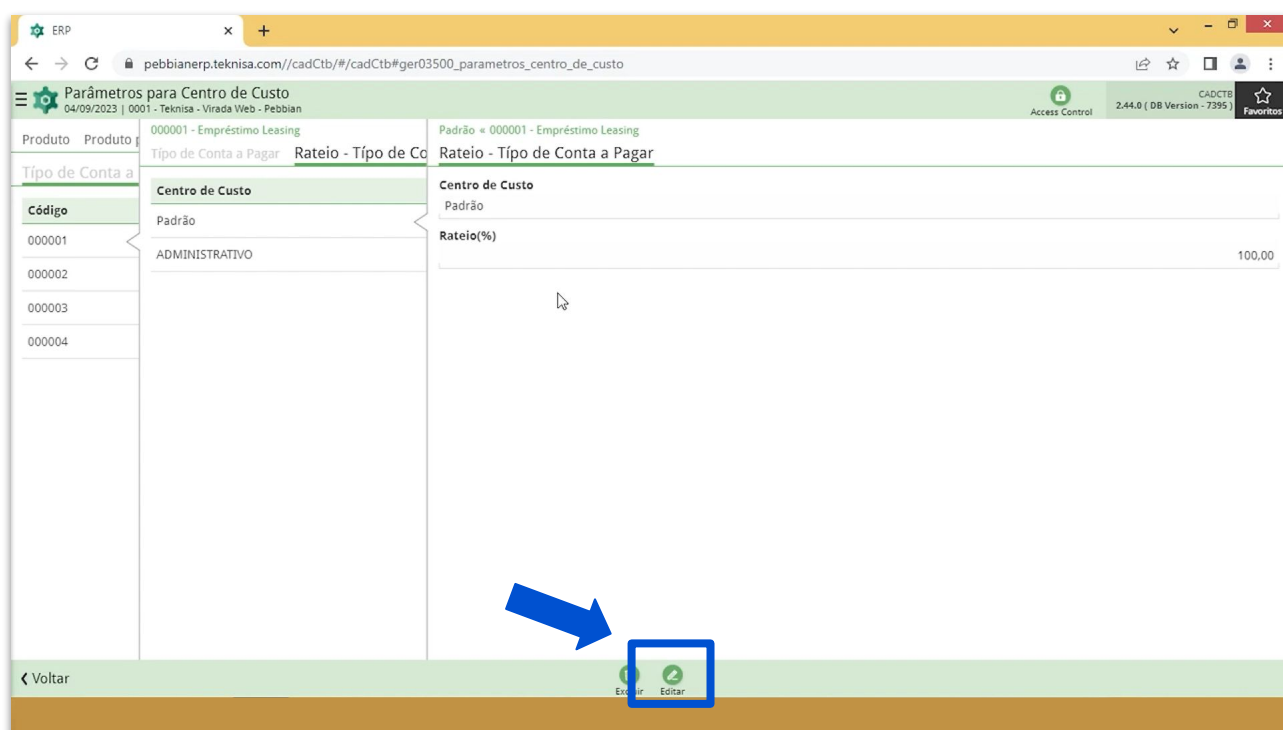 ERP
pebbianerp.teknisa.com//cadCtb/#/cadCtb#ger03500_parametros_centro_de_custo
Parâmetros para Centro de Custo
04/09/2023 | 0001 - Teknisa - Virada Web - Pebbian
Access Control
CADCTB
2.44.0 ( DB Version - 7395 )
Favoritos
Produto Produto
Tipo de Conta a
Código
000001
000002
000003
000004
000001 - Empréstimo Leasing
Típo de Conta a Pagar Rateio - Típo de Co
Centro de Custo
Padrão
ADMINISTRATIVO
Padrão « 000001 - Empréstimo Leasing
Rateio - Típo de Conta a Pagar
Centro de Custo
Padrão
Rateio(%)
100,00
Voltar
Editar